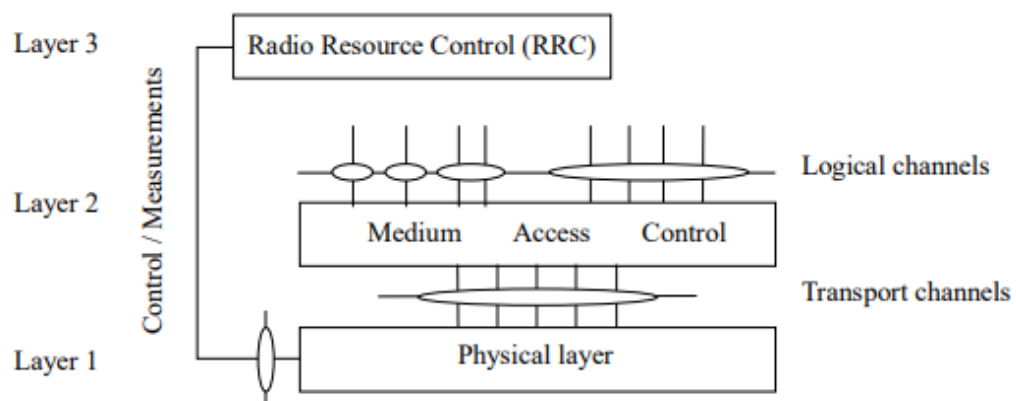 Layer 3
Radio Resource Control (RRC)
Control / Measurements
Logical channels
Layer 2
Medium Access Control
Transport channels
Layer 1
Physical layer